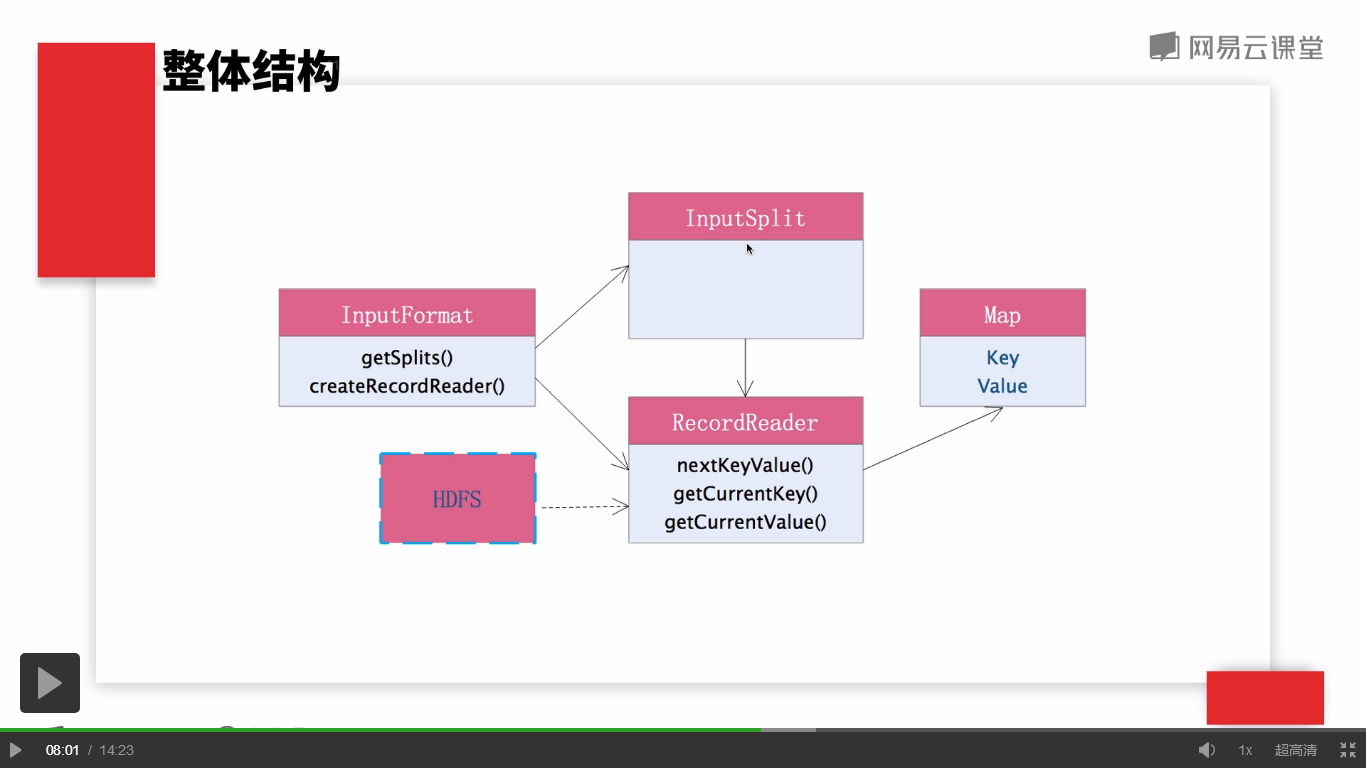 整体结构
网易云课堂
InputSplit
InputFormat
getSplits()
createRecordReader()
Map
Key
Value
RecordReader
nextKeyValue()
getCurrentKey()
getCurrentValue()
HDFS
08:01 / 14:23
1x
超高清